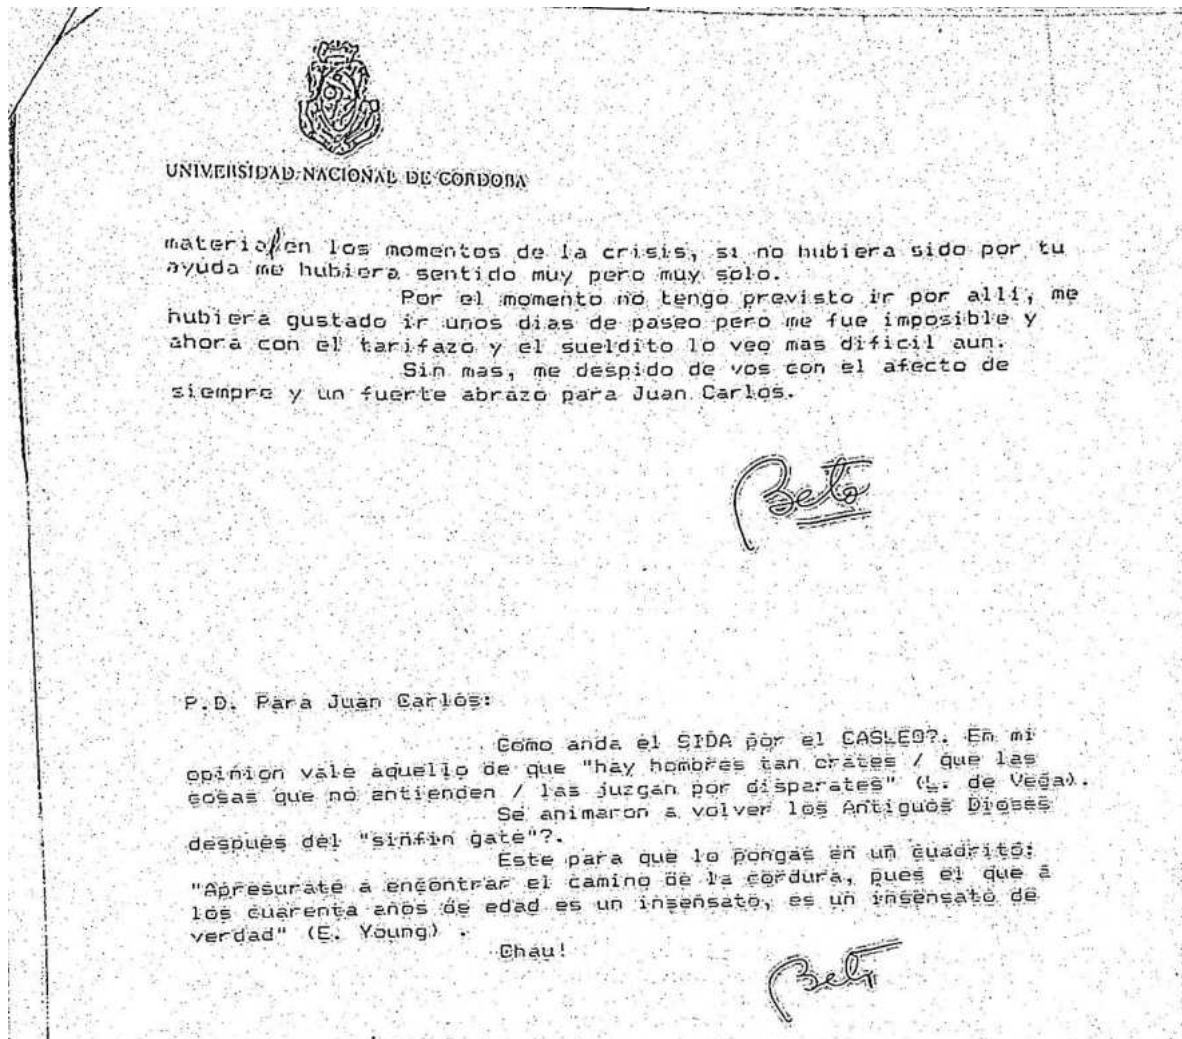 UNIVERSIDAD NACIONAL DE CORDOBA
material en los momentos de la crisis, si no hubiera sido por tu
ayuda me hubiera sentido muy pero muy solo.
Por el momento no tengo previsto ir por alli, me
hubiera gustado ir unos dias de paseo pero me fue imposible y
ahora con el tarifazo y el sueldito lo veo mas dificil aun.
Sin mas, me despido de vos con el afecto de
siempre y un fuerte abrazo para Juan Carlos.
Beto
P.D. Para Juan Carlos:
Como anda el SIDA por el CASLEO?. En mi
opinion vale aquello de que "hay hombres tan orates / que las
cosas que no entienden / las juzgan por disparates" (L. de Vega).
Se animaron a volver los Antiguos Dioses
despues del "sinfin gate"?.
Este para que lo pongas en un cuadrito:
"Apresurate a encontrar el camino de la cordura, pues el que a
los cuarenta anos de edad es un insensato, es un insensato de
verdad" (E. Young) .
Chau!
Beto